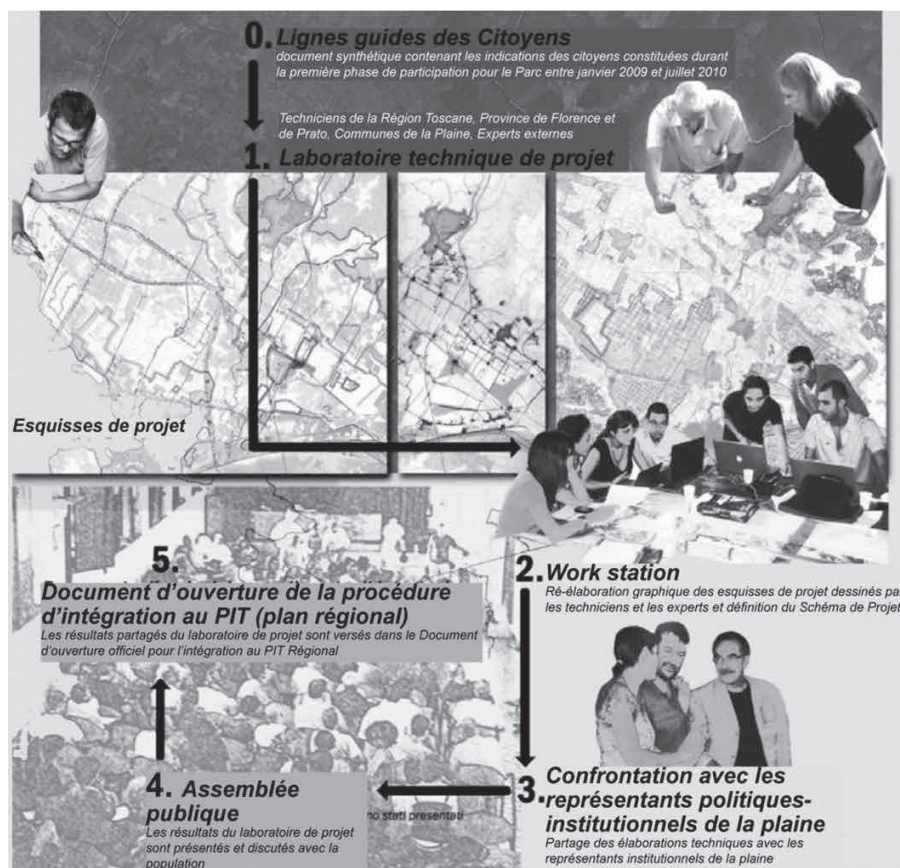 0. Lignes guides des Citoyens
document synthétique contenant les indications des citoyens constituées durant
la première phase de participation pour le Parc entre janvier 2009 et juillet 2010
Techniciens de la Région Toscane, Province de Florence et
de Prato, Communes de la Plaine, Experts externes
1. Laboratoire technique de projet
Esquisses de projet
2. Work station
Ré-élaboration graphique des esquisses de projet dessinés pa
les techniciens et les experts et définition du Schéma de Projet
3. Confrontation avec les
représentants politiques-
institutionnels de la plaine
Partage des élaborations techniques avec les
représentants institutionnels de la plaine
4. Assemblée
publique
Les résultats du laboratoire de projet
sont présentés et discutés avec la
population
no stati presentati
5.
Document d'ouverture de la procédure
d'intégration au PIT (plan régional)
Les résultats partagés du laboratoire de projet sont versés dans le Document
d'ouverture officiel pour l'intégration au PIT Régional